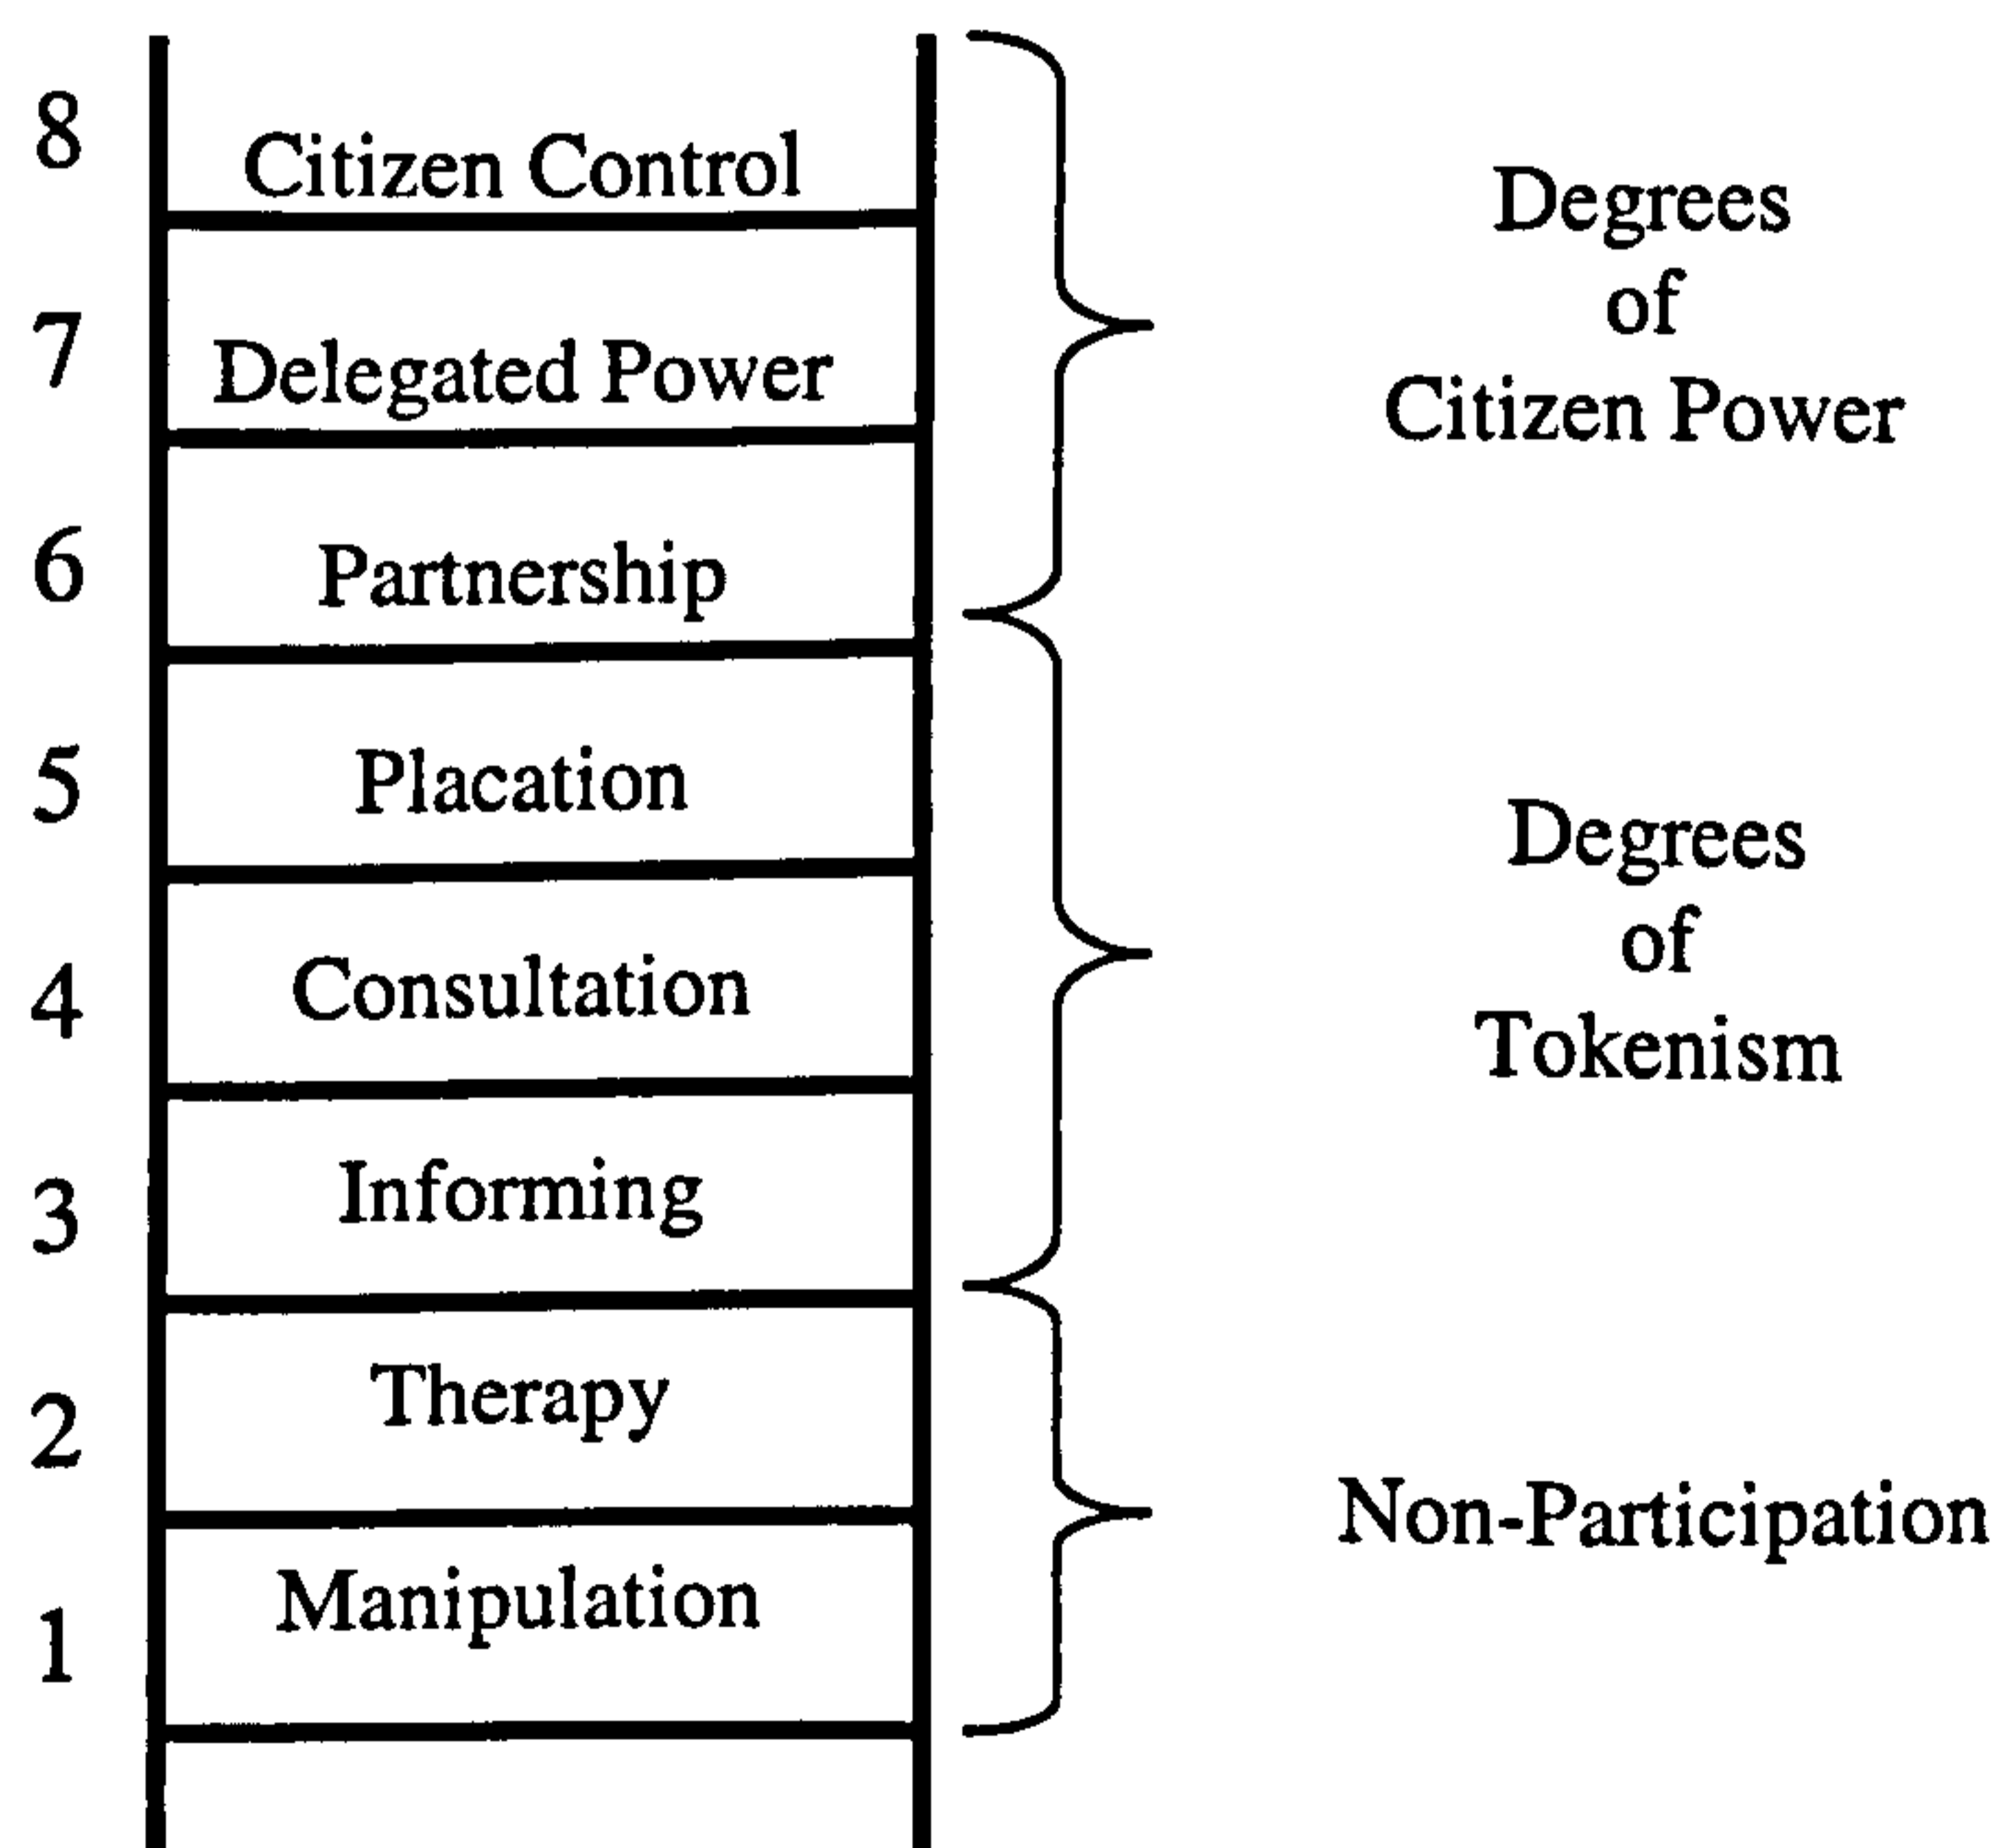 8
Citizen Control
7
Delegated Power
6
Partnership
Degrees
of
Citizen Power
5
Placation
4
Consultation
3
Informing
Degrees
of
Tokenism
2
Therapy
1
Manipulation
Non-Participation